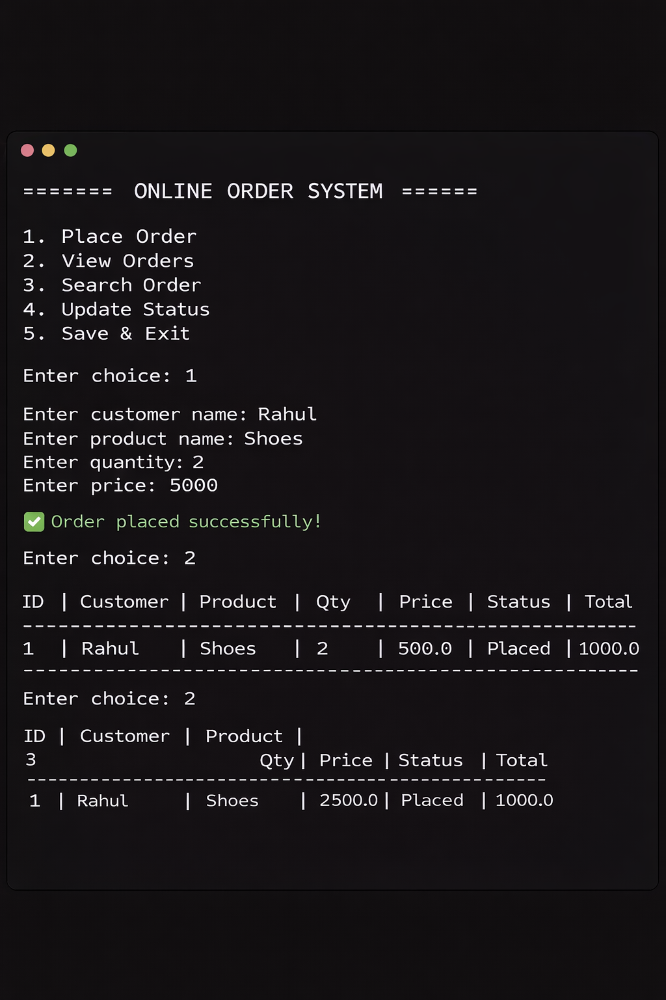 ======= ONLINE ORDER SYSTEM ======
1. Place Order
2. View Orders
3. Search Order
4. Update Status
5. Save & Exit
Enter choice: 1
Enter customer name: Rahul
Enter product name: Shoes
Enter quantity: 2
Enter price: 5000
✅ Order placed successfully!
Enter choice: 2
ID | Customer | Product | Qty | Price | Status | Total
--------------------------------------------------------------
1 | Rahul | Shoes | 2 | 500.0 | Placed | 1000.0
--------------------------------------------------------------
Enter choice: 2
ID | Customer | Product |
3 Qty | Price | Status | Total
--------------------------------------------------
1 | Rahul | Shoes | 2500.0 | Placed | 1000.0